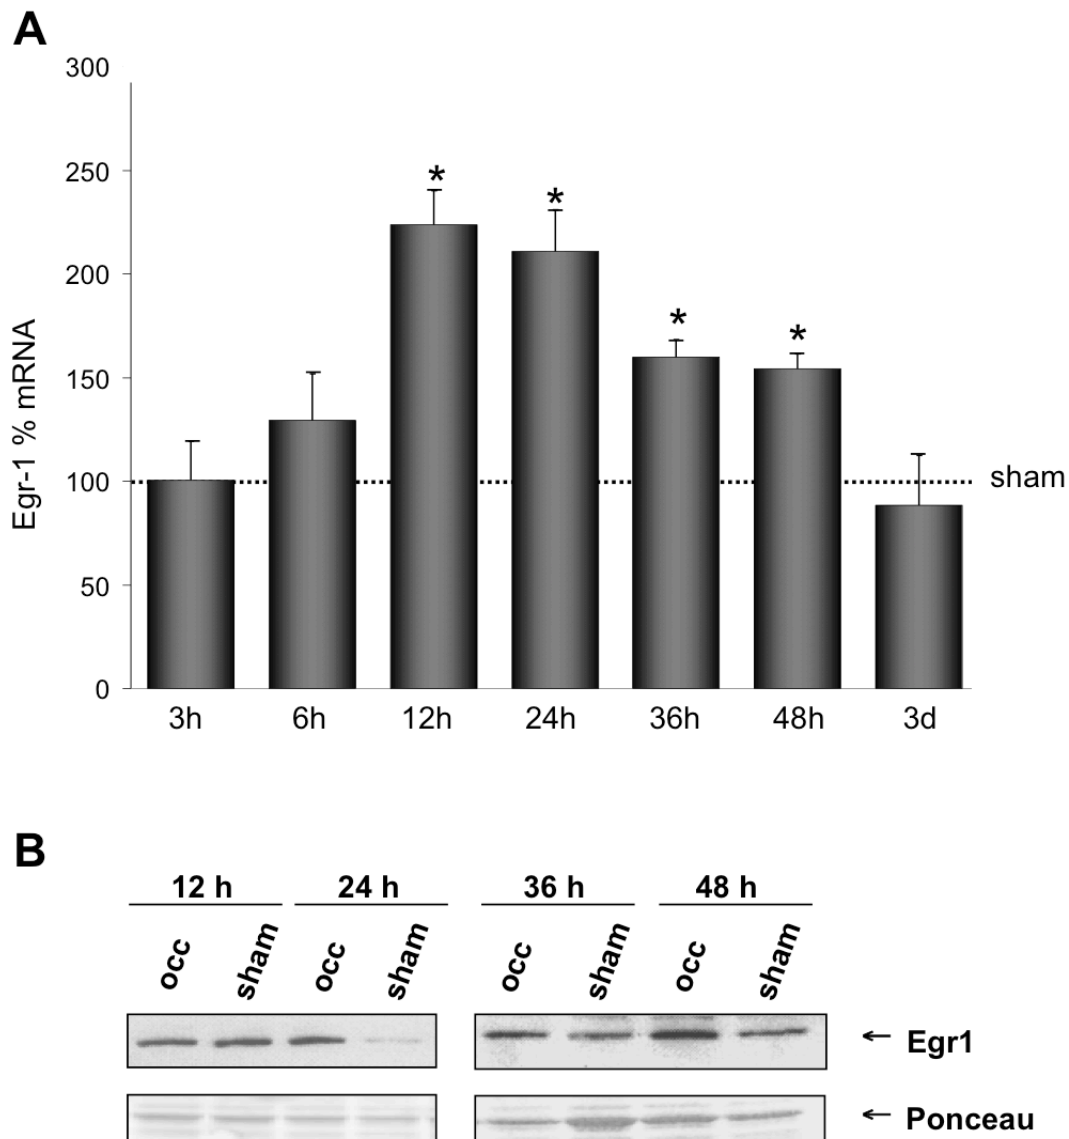 A
300
250
200
150
100
50
0
Egr-1 % mRNA
* * * *
sham
3h 6h 12h 24h 36h 48h 3d
B
12 h 24 h 36 h 48 h
occ sham occ sham occ sham occ sham
← Egr1
← Ponceau